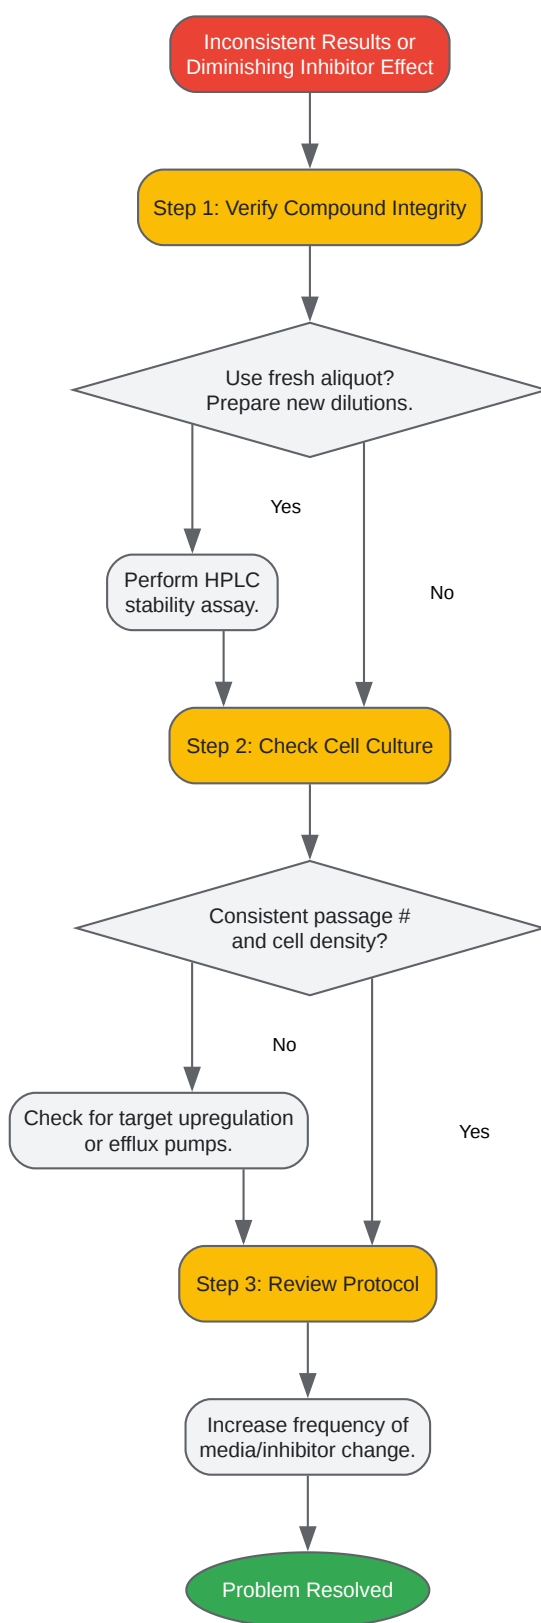 Inconsistent Results or
Diminishing Inhibitor Effect
Step 1: Verify Compound Integrity
Use fresh aliquot?
Prepare new dilutions.
Yes
Perform HPLC
stability assay.
No
Step 2: Check Cell Culture
Consistent passage #
and cell density?
No
Check for target upregulation
or efflux pumps.
Yes
Step 3: Review Protocol
Increase frequency of
media/inhibitor change.
Problem Resolved